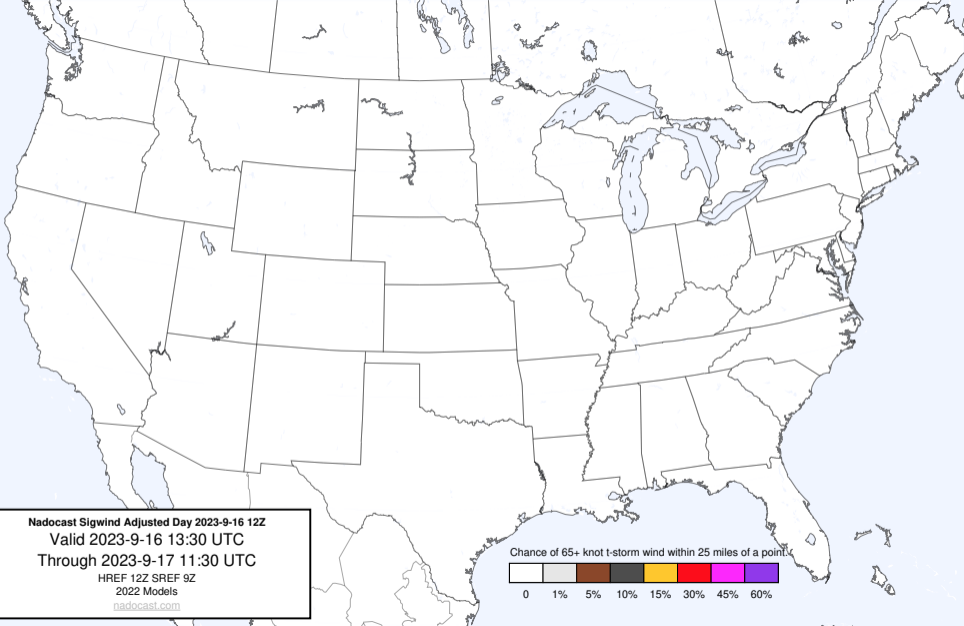 Nadocast Sigwind Adjusted Day 2023-9-16 12Z
Valid 2023-9-16 13:30 UTC
Through 2023-9-17 11:30 UTC
HREF 12Z SREF 9Z
2022 Models
nadocast.com
Chance of 65+ knot t-storm wind within 25 miles of a point.
0 1% 5% 10% 15% 30% 45% 60%